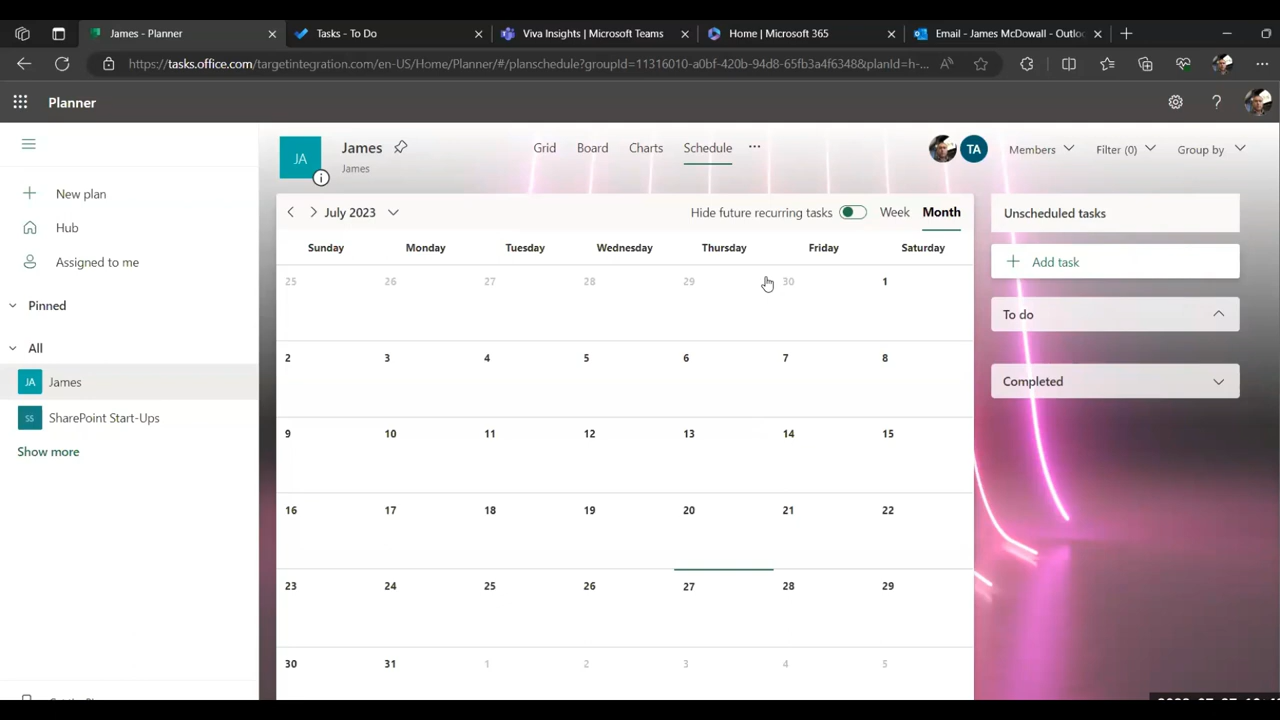 James - Planner
Tasks - To Do
Viva Insights | Microsoft Teams
Home | Microsoft 365
Email - James McDowall - Outlo
https://tasks.office.com/targetintegration.com/en-US/Home/Planner/#/planschedule?groupId=11316010-a0bf-420b-94d8-65fb3a4f6348&planId=h-...
Planner
New plan
Hub
Assigned to me
Pinned
All
JA James
SS SharePoint Start-Ups
Show more
JA
James
James
Grid Board Charts Schedule
TA
Members Filter (0) Group by
July 2023
Hide future recurring tasks Week Month
Sunday Monday Tuesday Wednesday Thursday Friday Saturday
25 26 27 28 29 30 1
2 3 4 5 6 7 8
9 10 11 12 13 14 15
16 17 18 19 20 21 22
23 24 25 26 27 28 29
30 31 1 2 3 4 5
Unscheduled tasks
Add task
To do
Completed